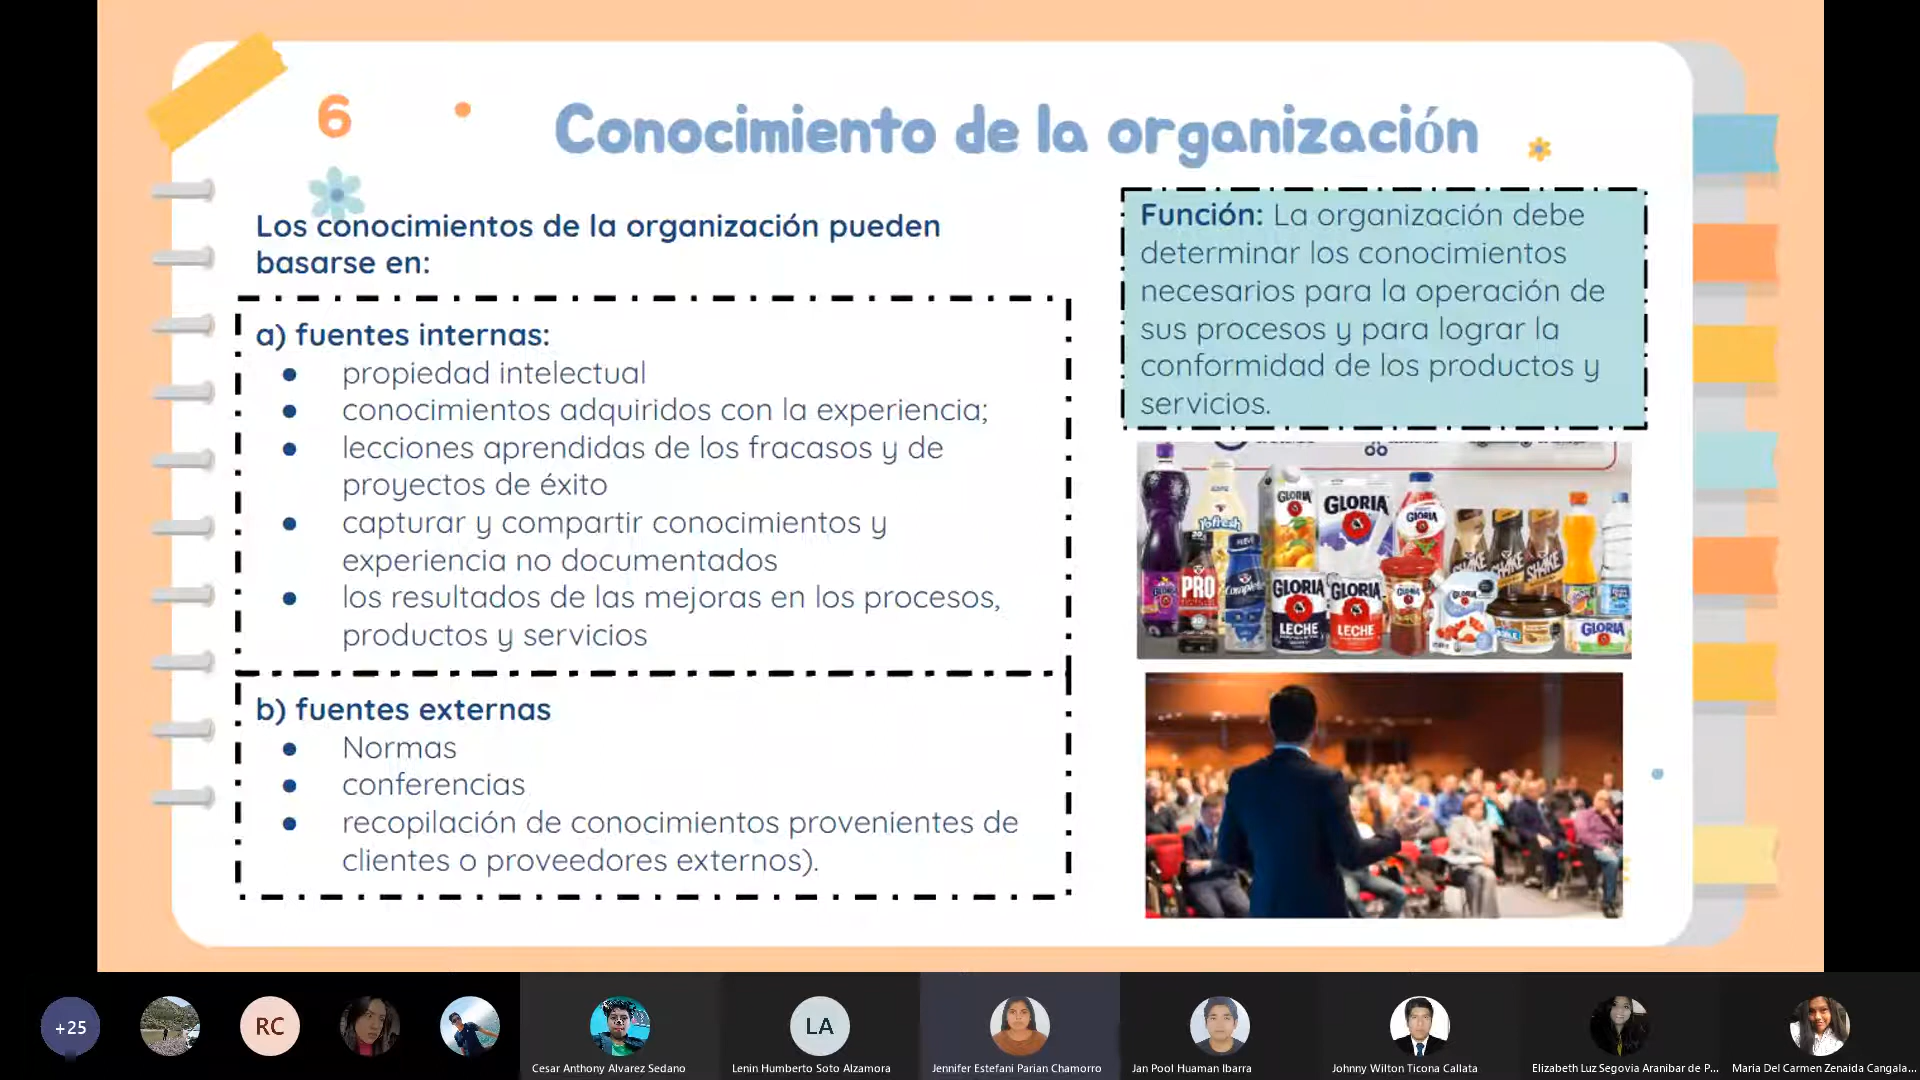 6
Conocimiento de la organización
Los conocimientos de la organización pueden
basarse en:
a) fuentes internas:
propiedad intelectual
conocimientos adquiridos con la experiencia;
lecciones aprendidas de los fracasos y de
proyectos de éxito
capturar y compartir conocimientos y
experiencia no documentados
los resultados de las mejoras en los procesos,
productos y servicios
b) fuentes externas
Normas
conferencias
recopilación de conocimientos provenientes de
clientes o proveedores externos).
Función: La organización debe
determinar los conocimientos
necesarios para la operación de
sus procesos y para lograr la
conformidad de los productos y
servicios.
GLORIA
GLORIA
GLORIA
Yofresh
SHAKE
SHAKE
SHAKE
PRO
GLORIA
LECHE
GLORIA
LECHE
GLORIA
+25
RC
Cesar Anthony Alvarez Sedano
LA
Lenin Humberto Soto Alzamora
Jennifer Estefani Parian Chamorro
Jan Pool Huaman Ibarra
Johnny Wilton Ticona Callata
Elizabeth Luz Segovia Aranibar de P...
Maria Del Carmen Zenaida Cangala...